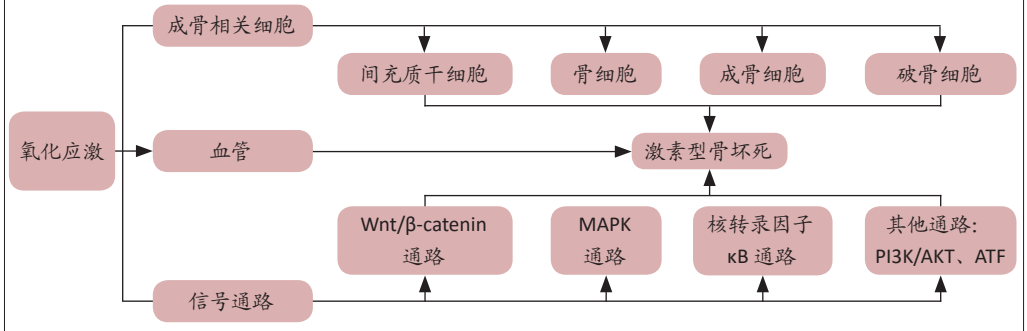 成骨相关细胞
间充质干细胞
骨细胞
成骨细胞
破骨细胞
氧化应激
血管
激素型骨坏死
Wnt/β-catenin
通路
MAPK
通路
核转录因子
κB 通路
其他通路:
PI3K/AKT、ATF
信号通路